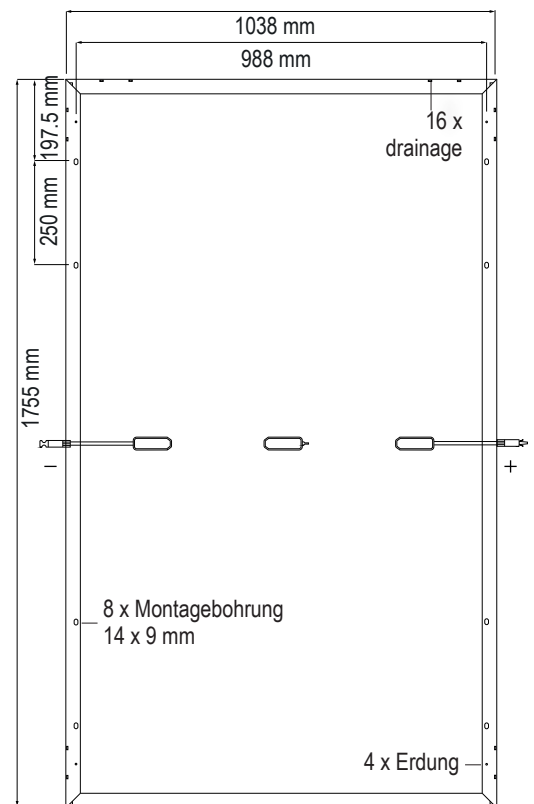 1038 mm
988 mm
197.5 mm
16 x
drainage
250 mm
1755 mm
–
+
8 x Montagebohrung
14 x 9 mm
4 x Erdung